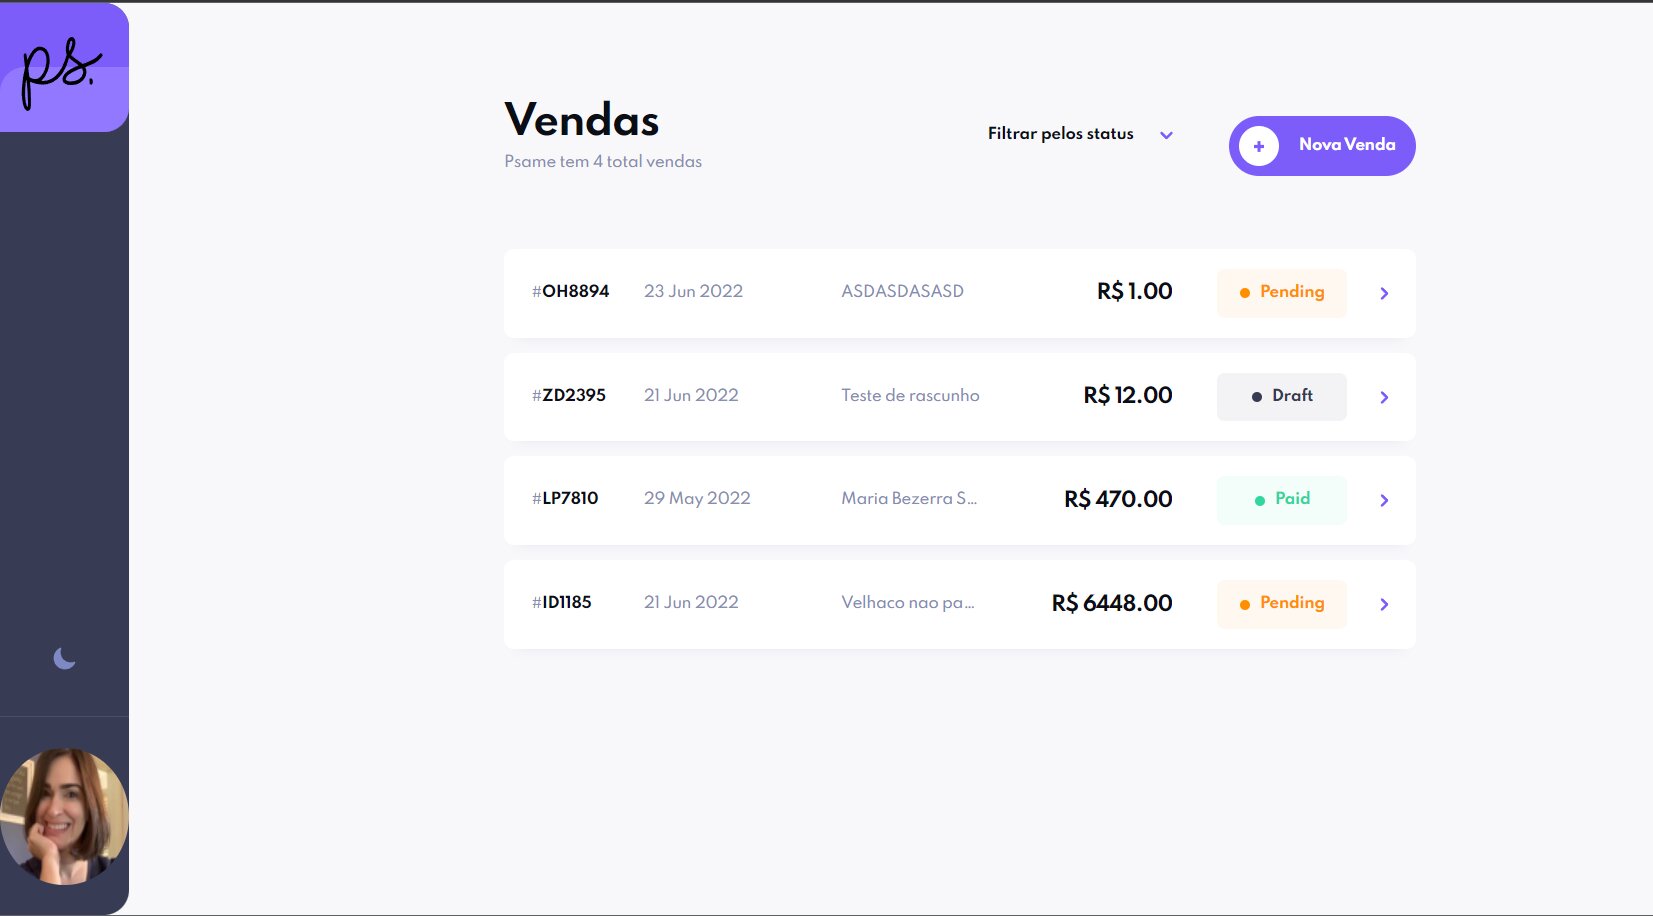 ps.
Vendas
Psame tem 4 total vendas
Filtrar pelos status
+ Nova Venda
#OH8894 23 Jun 2022 ASDASDASASD R$ 1.00 Pending
#ZD2395 21 Jun 2022 Teste de rascunho R$ 12.00 Draft
#LP7810 29 May 2022 Maria Bezerra S... R$ 470.00 Paid
#ID1185 21 Jun 2022 Velhaco nao pa... R$ 6448.00 Pending